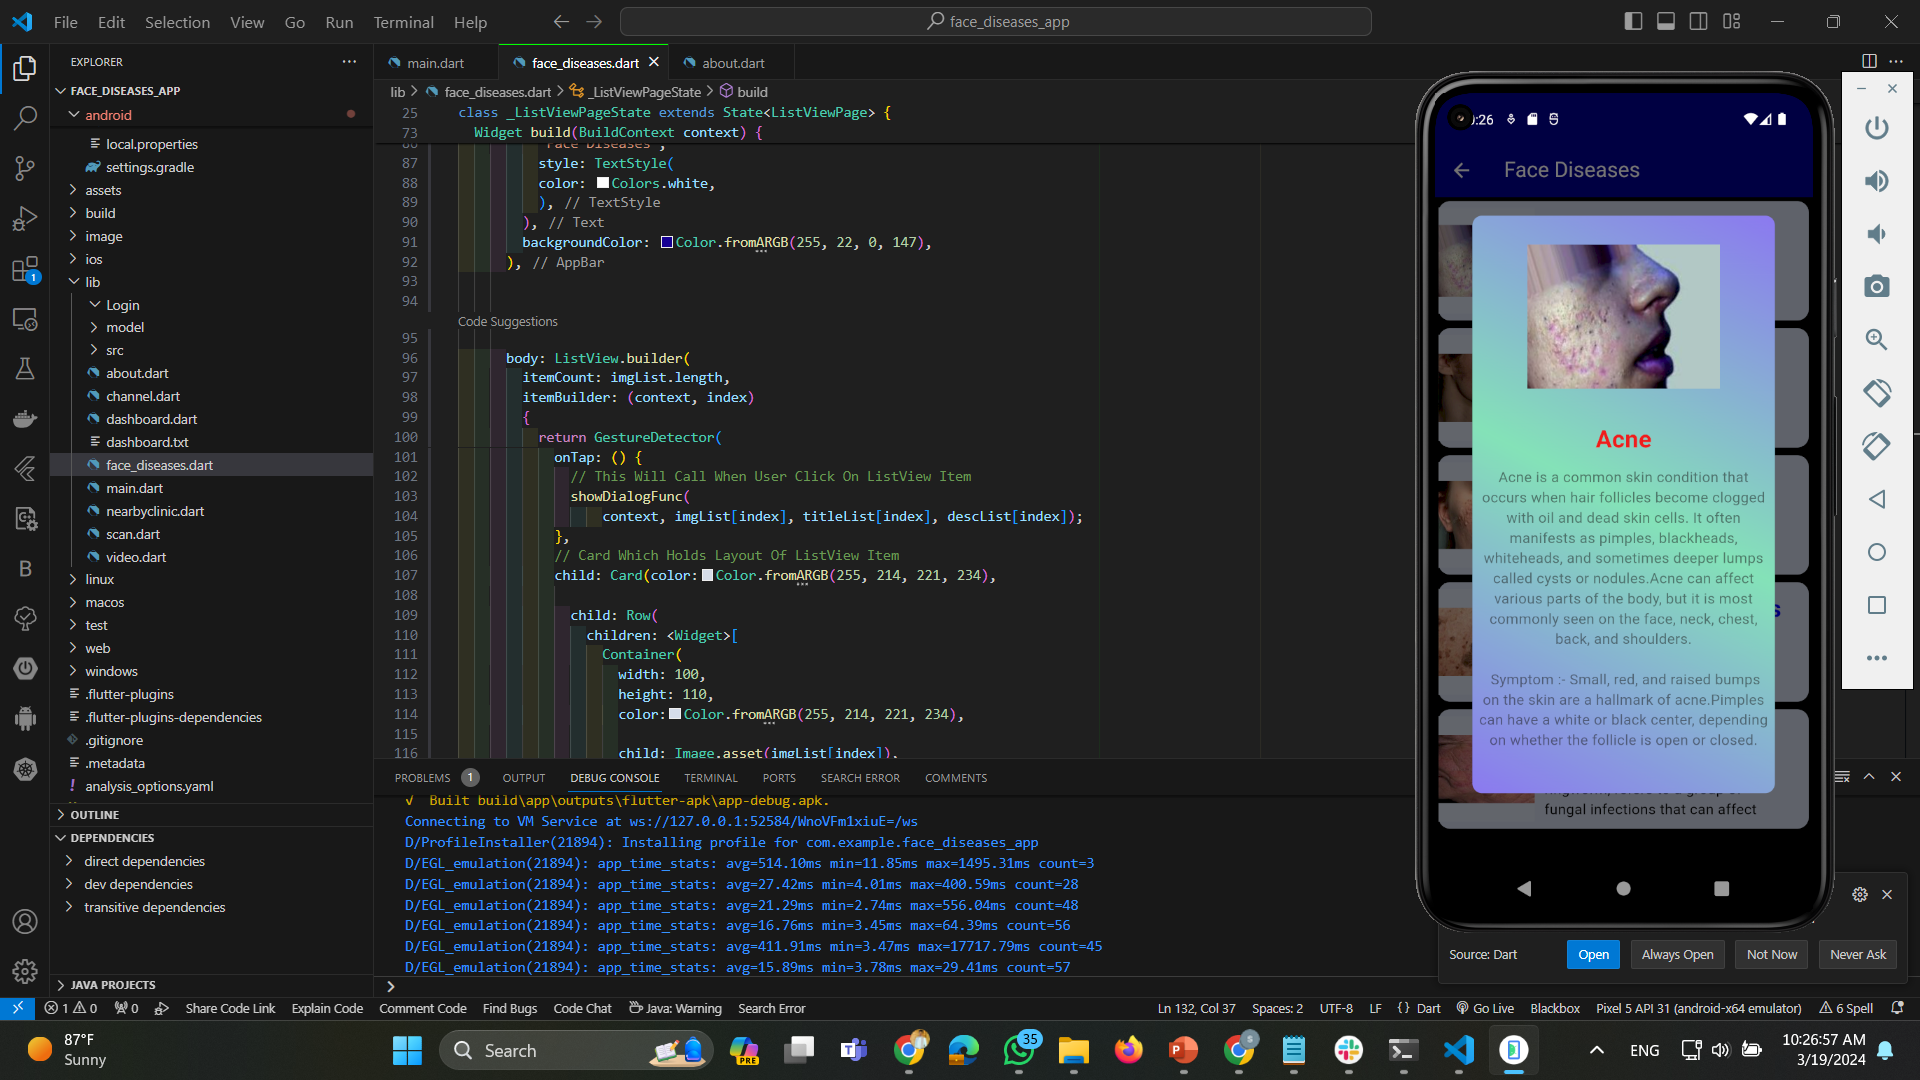 File Edit Selection View Go Run Terminal Help
face_diseases_app
EXPLORER
FACE_DISEASES_APP
android
local.properties
settings.gradle
assets
build
image
ios
lib
Login
model
src
about.dart
channel.dart
dashboard.dart
dashboard.txt
face_diseases.dart
main.dart
nearbyclinic.dart
scan.dart
video.dart
linux
macos
test
web
windows
.flutter-plugins
.flutter-plugins-dependencies
.gitignore
.metadata
analysis_options.yaml
OUTLINE
DEPENDENCIES
direct dependencies
dev dependencies
transitive dependencies
JAVA PROJECTS
1
main.dart face_diseases.dart about.dart
lib > face_diseases.dart > _ListViewPageState > build
25 class _ListViewPageState extends State<ListViewPage> {
73 Widget build(BuildContext context) {
86 "Face Diseases",
87 style: TextStyle(
88 color: Colors.white,
89 ), // TextStyle
90 ), // Text
91 backgroundColor: Color.fromARGB(255, 22, 0, 147),
92 ), // AppBar
93
94
Code Suggestions
95
96 body: ListView.builder(
97 itemCount: imgList.length,
98 itemBuilder: (context, index)
99 {
100 return GestureDetector(
101 onTap: () {
102 // This Will Call When User Click On ListView Item
103 showDialogFunc(
104 context, imgList[index], titleList[index], descList[index]);
105 },
106 // Card Which Holds Layout Of ListView Item
107 child: Card(color: Color.fromARGB(255, 214, 221, 234),
108
109 child: Row(
110 children: <Widget>[
111 Container(
112 width: 100,
113 height: 110,
114 color: Color.fromARGB(255, 214, 221, 234),
115
116 child: Image.asset(imgList[index]),
PROBLEMS 1 OUTPUT DEBUG CONSOLE TERMINAL PORTS SEARCH ERROR COMMENTS
√ Built build\app\outputs\flutter-apk\app-debug.apk.
Connecting to VM Service at ws://127.0.0.1:52584/WnoVFm1xiuE=/ws
D/ProfileInstaller(21894): Installing profile for com.example.face_diseases_app
D/EGL_emulation(21894): app_time_stats: avg=514.10ms min=11.85ms max=1495.31ms count=3
D/EGL_emulation(21894): app_time_stats: avg=27.42ms min=4.01ms max=400.59ms count=28
D/EGL_emulation(21894): app_time_stats: avg=21.29ms min=2.74ms max=556.04ms count=48
D/EGL_emulation(21894): app_time_stats: avg=16.76ms min=3.45ms max=64.39ms count=56
D/EGL_emulation(21894): app_time_stats: avg=411.91ms min=3.47ms max=17717.79ms count=45
D/EGL_emulation(21894): app_time_stats: avg=15.89ms min=3.78ms max=29.41ms count=57
:26
Face Diseases
Acne
Acne is a common skin condition that
occurs when hair follicles become clogged
with oil and dead skin cells. It often
manifests as pimples, blackheads,
whiteheads, and sometimes deeper lumps
called cysts or nodules.Acne can affect
various parts of the body, but it is most
commonly seen on the face, neck, chest,
back, and shoulders.
Symptom :- Small, red, and raised bumps
on the skin are a hallmark of acne.Pimples
can have a white or black center, depending
on whether the follicle is open or closed.
fungal infections that can affect
Source: Dart Open Always Open Not Now Never Ask
1 0 0 Share Code Link Explain Code Comment Code Find Bugs Code Chat Java: Warning Search Error Ln 132, Col 37 Spaces: 2 UTF-8 LF {} Dart Go Live Blackbox Pixel 5 API 31 (android-x64 emulator) 6 Spell
87°F
Sunny
Search
PRE
35
ENG
10:26:57 AM
3/19/2024